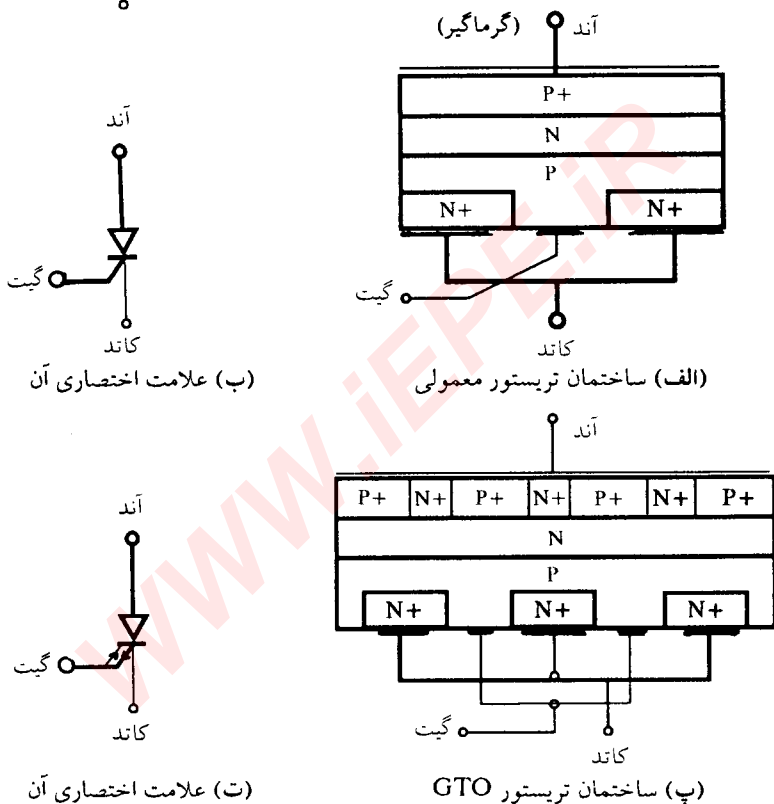 آند
(گرماگیر)
P+
N
P
N+ N+
گیت
کاتد
(الف) ساختمان تریستور معمولی
آند
گیت
کاتد
(ب) علامت اختصاری آن
آند
P+ N+ P+ N+ P+ N+ P+
N
P
N+ N+ N+
گیت
کاتد
(پ) ساختمان تریستور GTO
آند
گیت
کاتد
(ت) علامت اختصاری آن
WWW.iEPE.iR